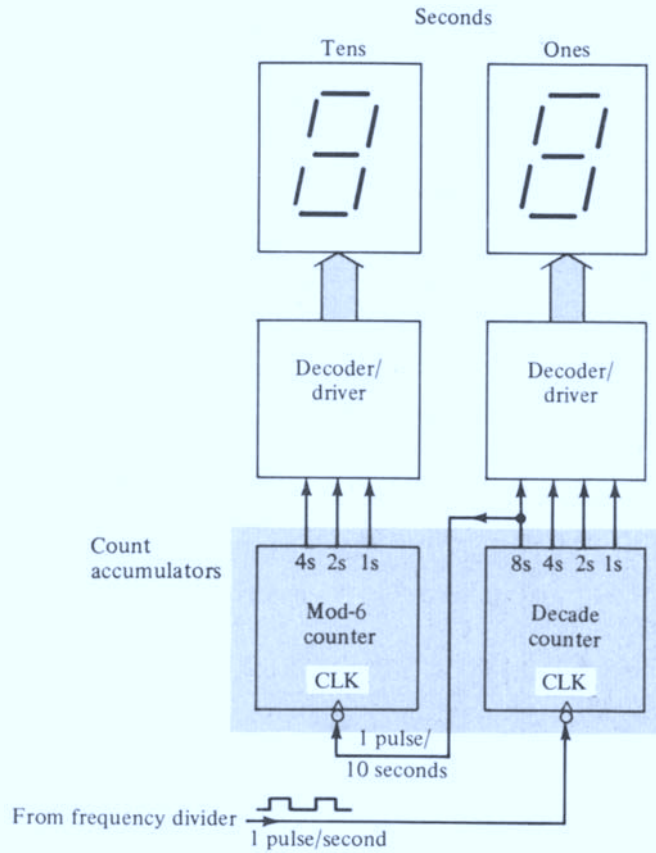 Seconds
Tens
Ones
Decoder/
driver
Decoder/
driver
Count
accumulators
4s 2s 1s
8s 4s 2s 1s
Mod-6
counter
Decade
counter
CLK
CLK
1 pulse/
10 seconds
From frequency divider
1 pulse/second